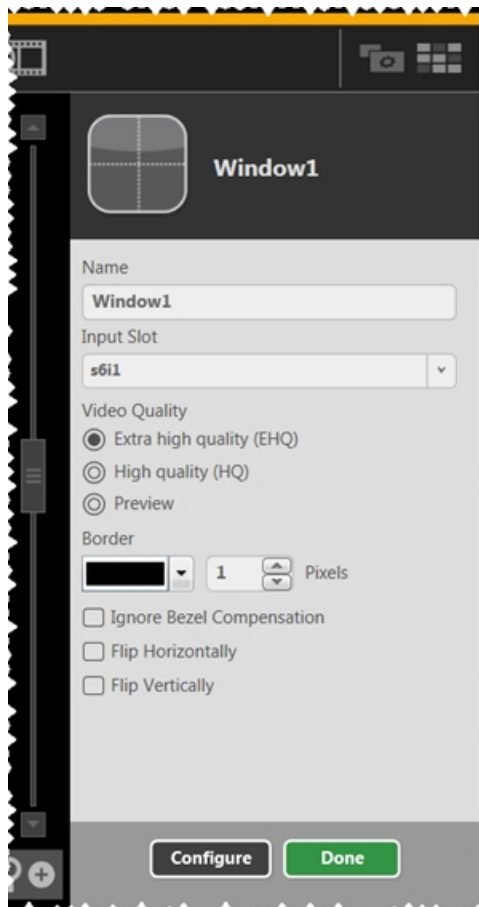 Window1
Name
Window1
Input Slot
s6i1
Video Quality
Extra high quality (EHQ)
High quality (HQ)
Preview
Border
1 Pixels
Ignore Bezel Compensation
Flip Horizontally
Flip Vertically
Configure Done